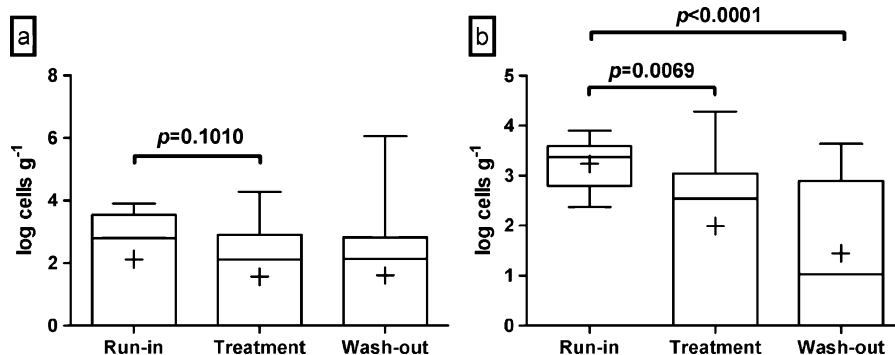 a
8
6
4
2
0
log cells g⁻¹
p=0.1010
Run-in
Treatment
Wash-out
b
5
4
3
2
1
0
log cells g⁻¹
p<0.0001
p=0.0069
Run-in
Treatment
Wash-out